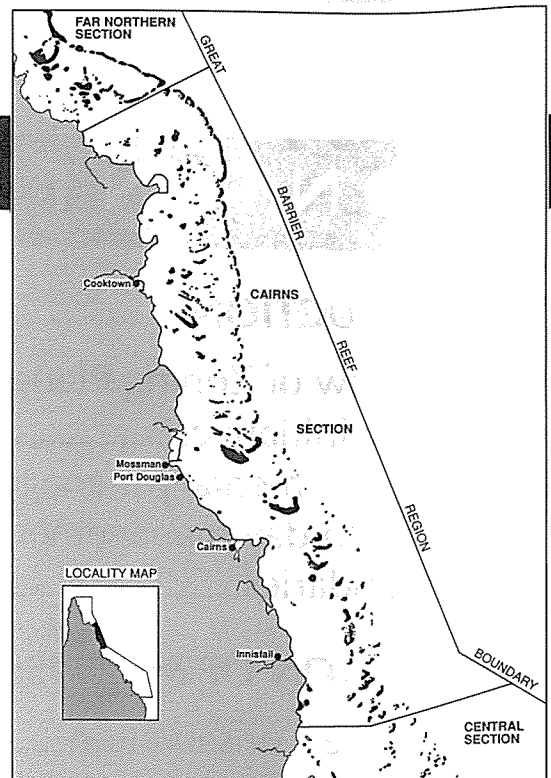 FAR NORTHERN
SECTION
GREAT
BARRIER
REEF
REGION
BOUNDARY
CAIRNS
SECTION
Cooktown
Mossman
Port Douglas
Cairns
Innisfail
LOCALITY MAP
CENTRAL
SECTION